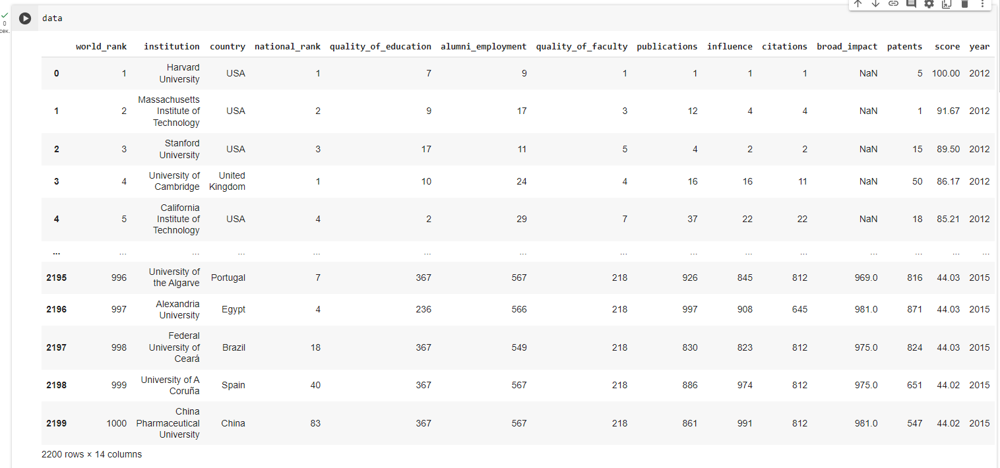 0
сек.
data
world_rank institution country national_rank quality_of_education alumni_employment quality_of_faculty publications influence citations broad_impact patents score year
0 1 Harvard University USA 1 7 9 1 1 1 1 NaN 5 100.00 2012
1 2 Massachusetts Institute of Technology USA 2 9 17 3 12 4 4 NaN 1 91.67 2012
2 3 Stanford University USA 3 17 11 5 4 2 2 NaN 15 89.50 2012
3 4 University of Cambridge United Kingdom 1 10 24 4 16 16 11 NaN 50 86.17 2012
4 5 California Institute of Technology USA 4 2 29 7 37 22 22 NaN 18 85.21 2012
... ... ... ... ... ... ... ... ... ... ... ... ... ... ...
2195 996 University of the Algarve Portugal 7 367 567 218 926 845 812 969.0 816 44.03 2015
2196 997 Alexandria University Egypt 4 236 566 218 997 908 645 981.0 871 44.03 2015
2197 998 Federal University of Ceará Brazil 18 367 549 218 830 823 812 975.0 824 44.03 2015
2198 999 University of A Coruña Spain 40 367 567 218 886 974 812 975.0 651 44.02 2015
2199 1000 China Pharmaceutical University China 83 367 567 218 861 991 812 981.0 547 44.02 2015
2200 rows × 14 columns